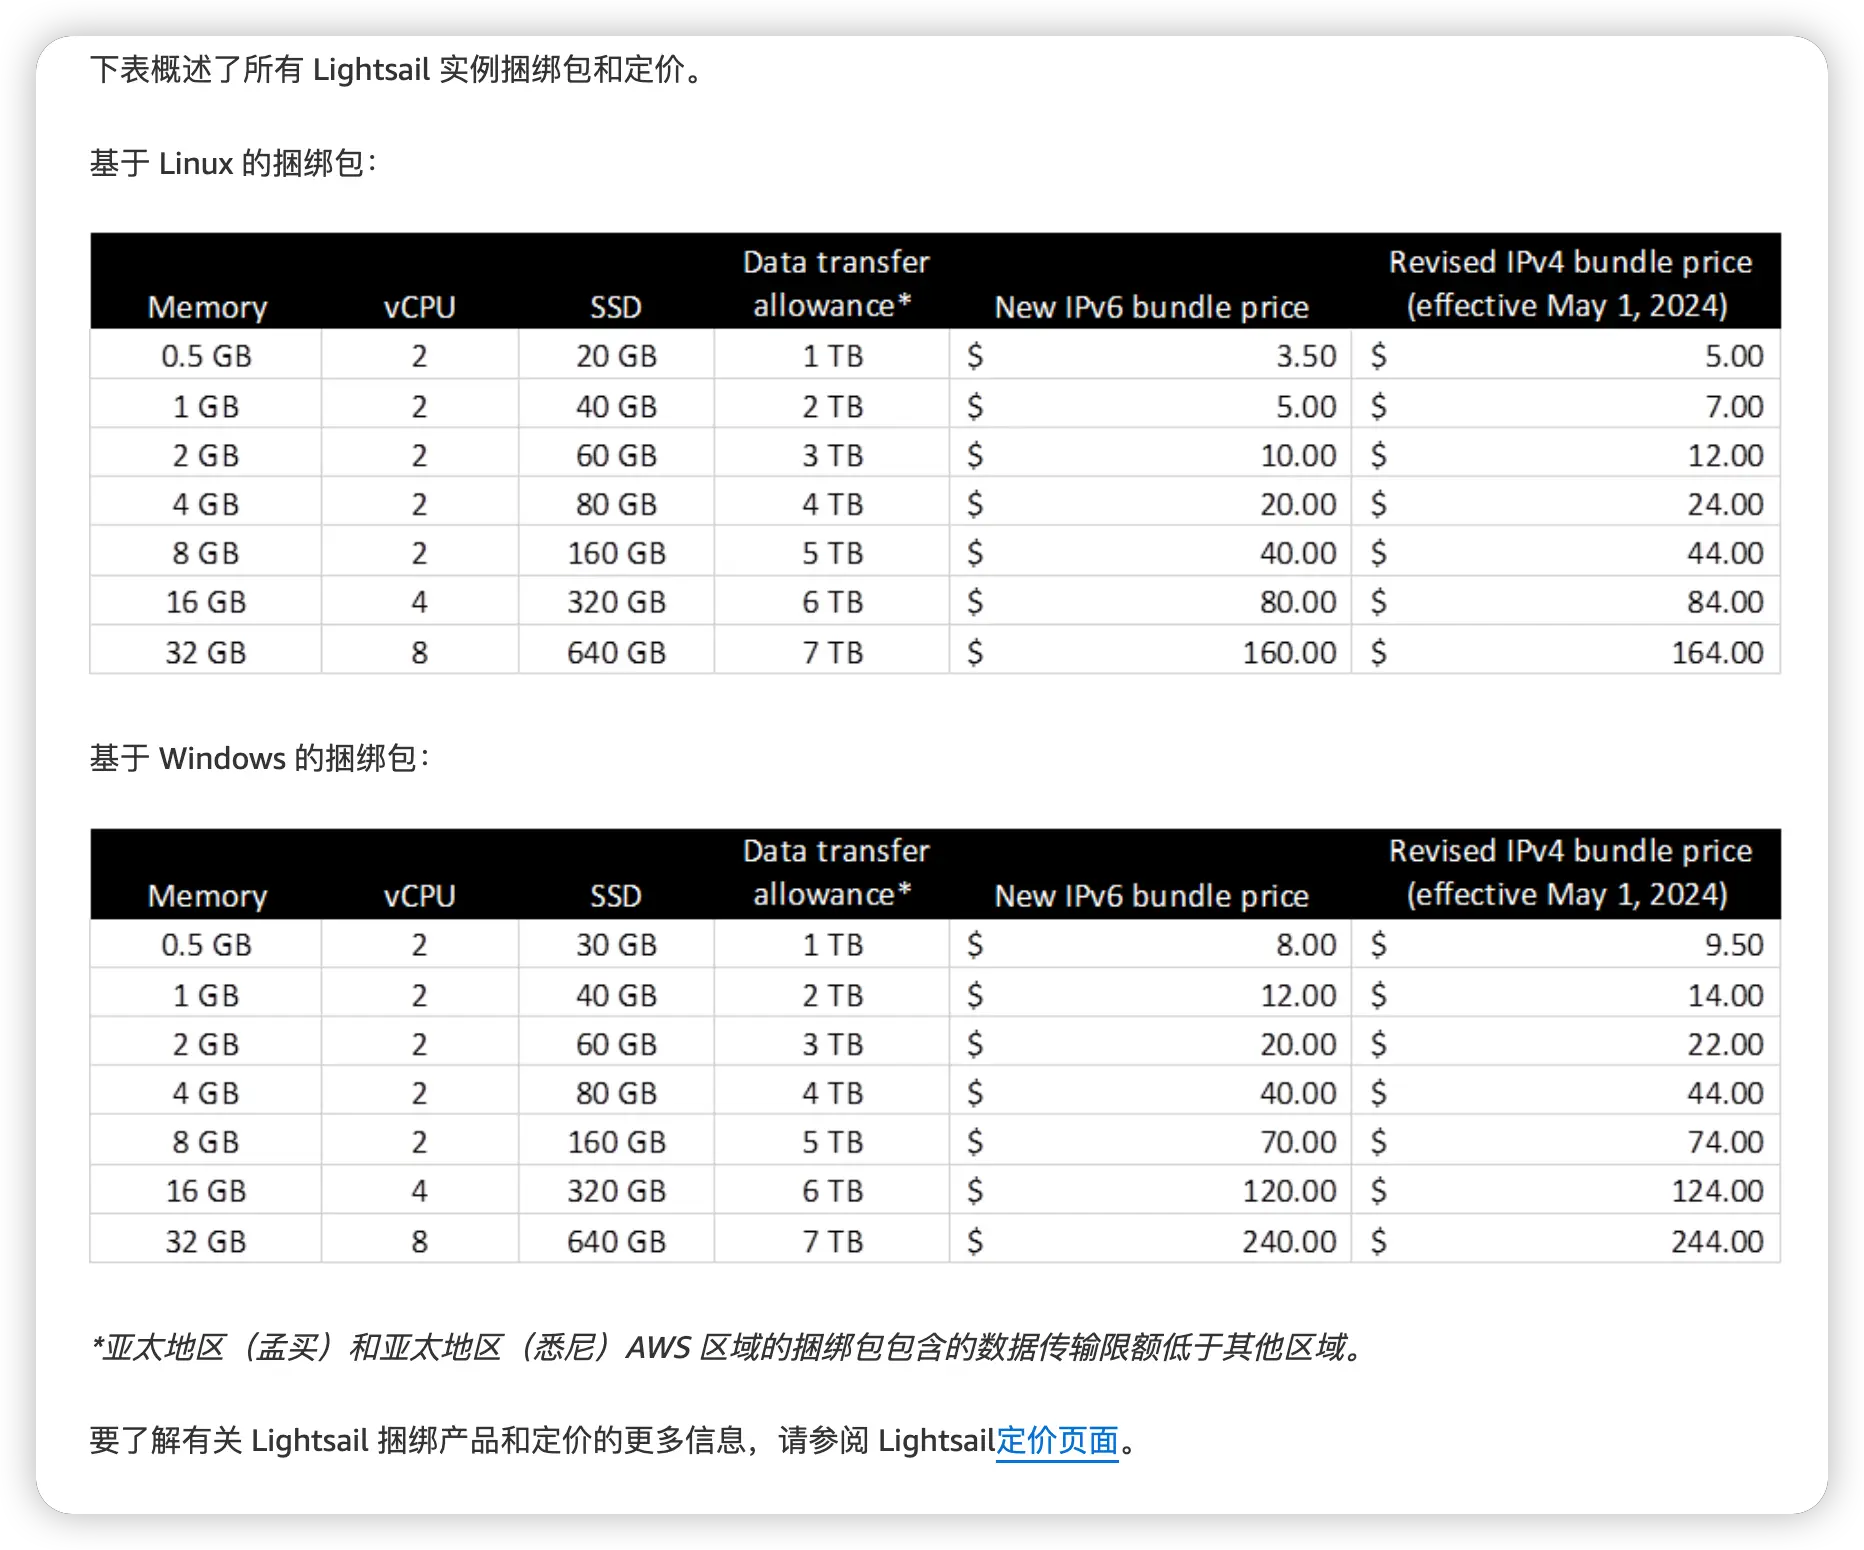 下表概述了所有 Lightsail 实例捆绑包和定价。
基于 Linux 的捆绑包：
Memory vCPU SSD Data transfer allowance* New IPv6 bundle price Revised IPv4 bundle price (effective May 1, 2024)
0.5 GB 2 20 GB 1 TB $ 3.50 $ 5.00
1 GB 2 40 GB 2 TB $ 5.00 $ 7.00
2 GB 2 60 GB 3 TB $ 10.00 $ 12.00
4 GB 2 80 GB 4 TB $ 20.00 $ 24.00
8 GB 2 160 GB 5 TB $ 40.00 $ 44.00
16 GB 4 320 GB 6 TB $ 80.00 $ 84.00
32 GB 8 640 GB 7 TB $ 160.00 $ 164.00
基于 Windows 的捆绑包：
Memory vCPU SSD Data transfer allowance* New IPv6 bundle price Revised IPv4 bundle price (effective May 1, 2024)
0.5 GB 2 30 GB 1 TB $ 8.00 $ 9.50
1 GB 2 40 GB 2 TB $ 12.00 $ 14.00
2 GB 2 60 GB 3 TB $ 20.00 $ 22.00
4 GB 2 80 GB 4 TB $ 40.00 $ 44.00
8 GB 2 160 GB 5 TB $ 70.00 $ 74.00
16 GB 4 320 GB 6 TB $ 120.00 $ 124.00
32 GB 8 640 GB 7 TB $ 240.00 $ 244.00
*亚太地区（孟买）和亚太地区（悉尼）AWS 区域的捆绑包包含的数据传输限额低于其他区域。
要了解有关 Lightsail 捆绑产品和定价的更多信息，请参阅 Lightsail定价页面。